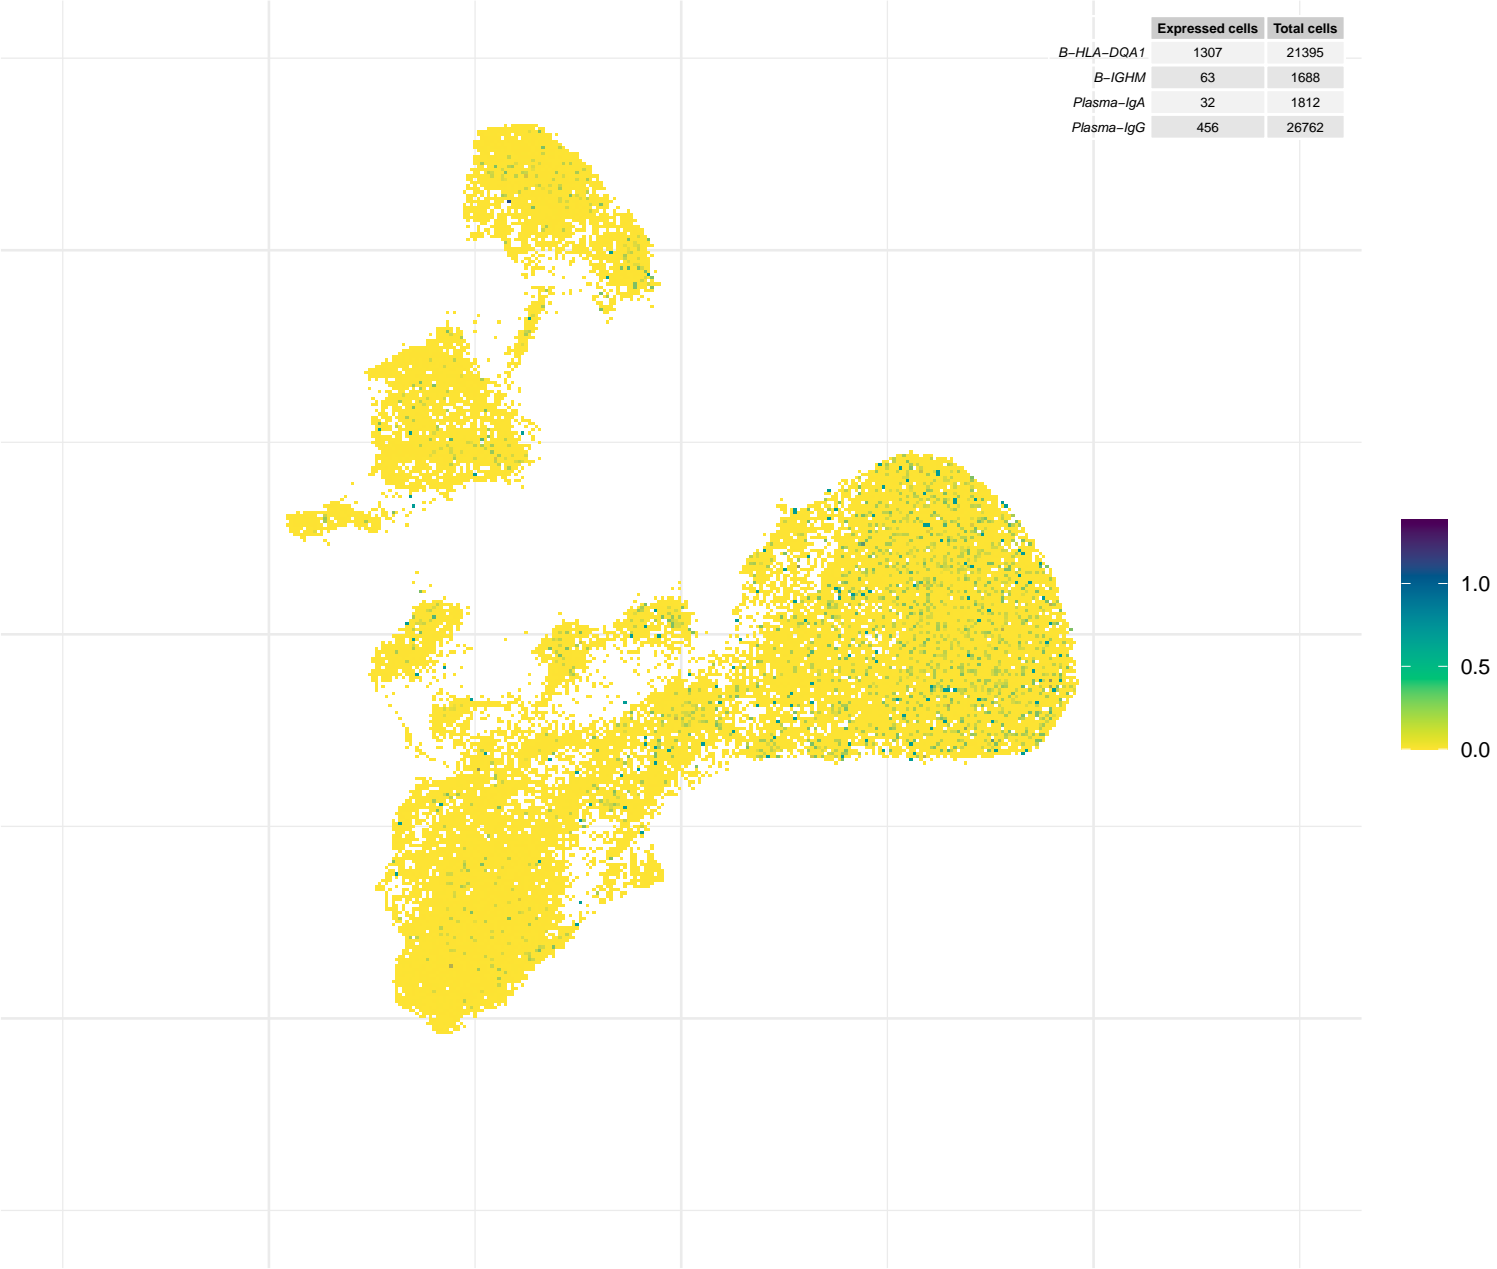 Expressed cells Total cells
B−HLA−DQA1 1307 21395
B−IGHM 63 1688
Plasma−IgA 32 1812
Plasma−IgG 456 26762
1.0
0.5
0.0